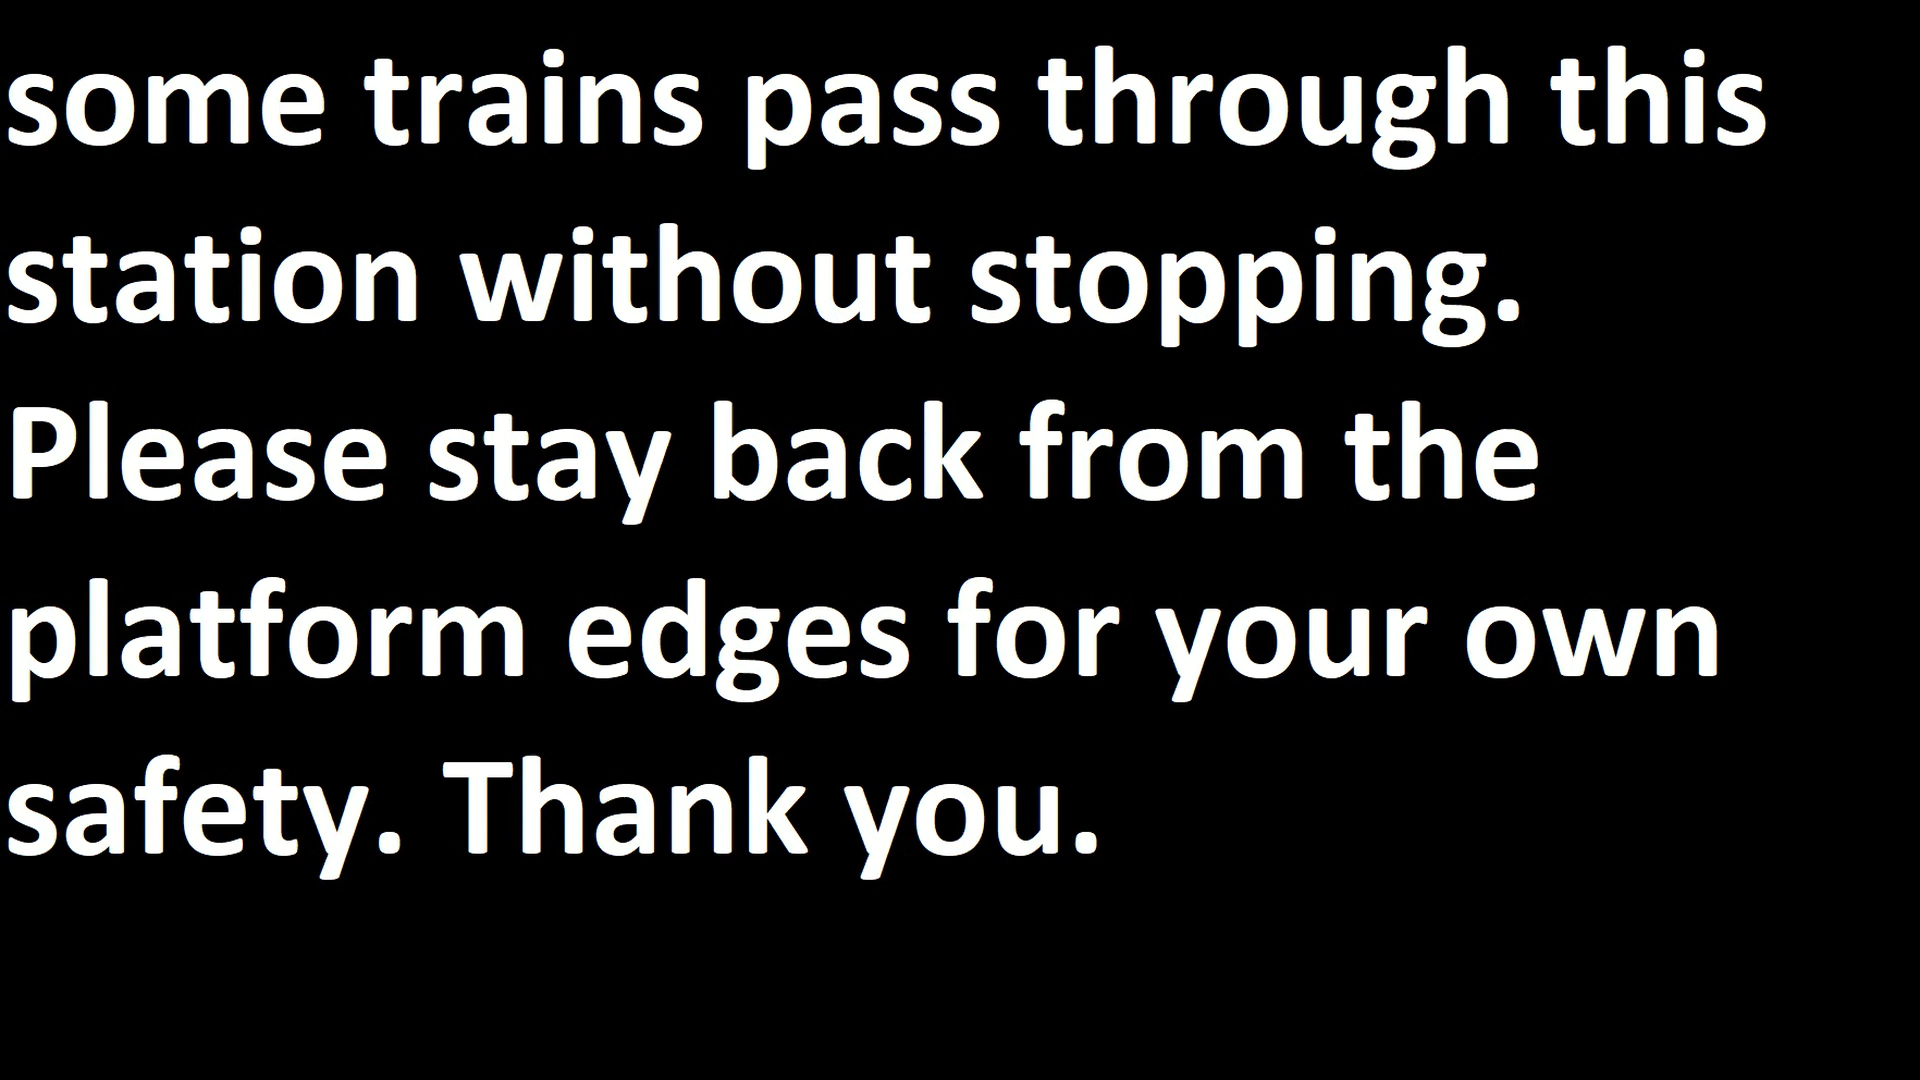 some trains pass through this
station without stopping.
Please stay back from the
platform edges for your own
safety. Thank you.